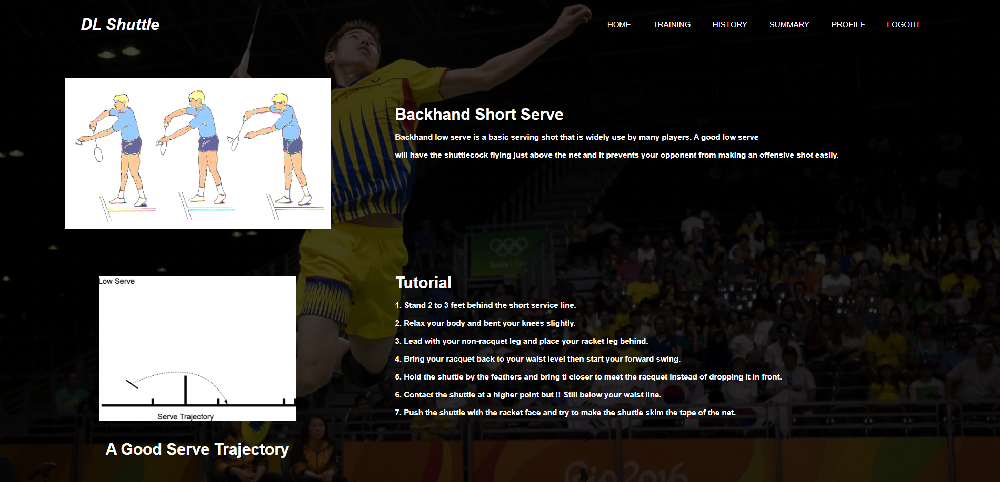 DL Shuttle
HOME TRAINING HISTORY SUMMARY PROFILE LOGOUT
Backhand Short Serve
Backhand low serve is a basic serving shot that is widely use by many players. A good low serve
will have the shuttlecock flying just above the net and it prevents your opponent from making an offensive shot easily.
Low Serve
Serve Trajectory
A Good Serve Trajectory
Tutorial
1. Stand 2 to 3 feet behind the short service line.
2. Relax your body and bent your knees slightly.
3. Lead with your non-racquet leg and place your racket leg behind.
4. Bring your racquet back to your waist level then start your forward swing.
5. Hold the shuttle by the feathers and bring ti closer to meet the racquet instead of dropping it in front.
6. Contact the shuttle at a higher point but !! Still below your waist line.
7. Push the shuttle with the racket face and try to make the shuttle skim the tape of the net.
Rio2016